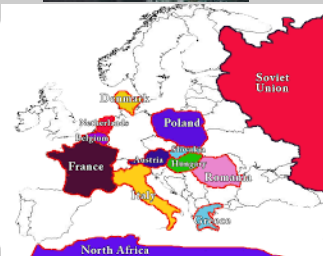 Soviet
Union
Denmark
Netherlands
Belgium
Poland
France
Slovakia
Austria
Hungary
Romania
Italy
Greece
North Africa